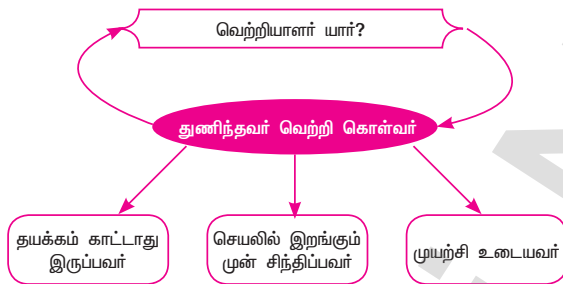 வெற்றியாளர் யார்?
துணிந்தவர் வெற்றி கொள்வர்
தயக்கம் காட்டாது
இருப்பவர்
செயலில் இறங்கும்
முன் சிந்திப்பவர்
முயற்சி உடையவர்